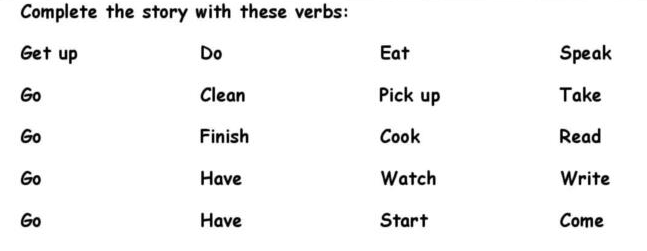 Complete the story with these verbs:
Get up Do Eat Speak
Go Clean Pick up Take
Go Finish Cook Read
Go Have Watch Write
Go Have Start Come